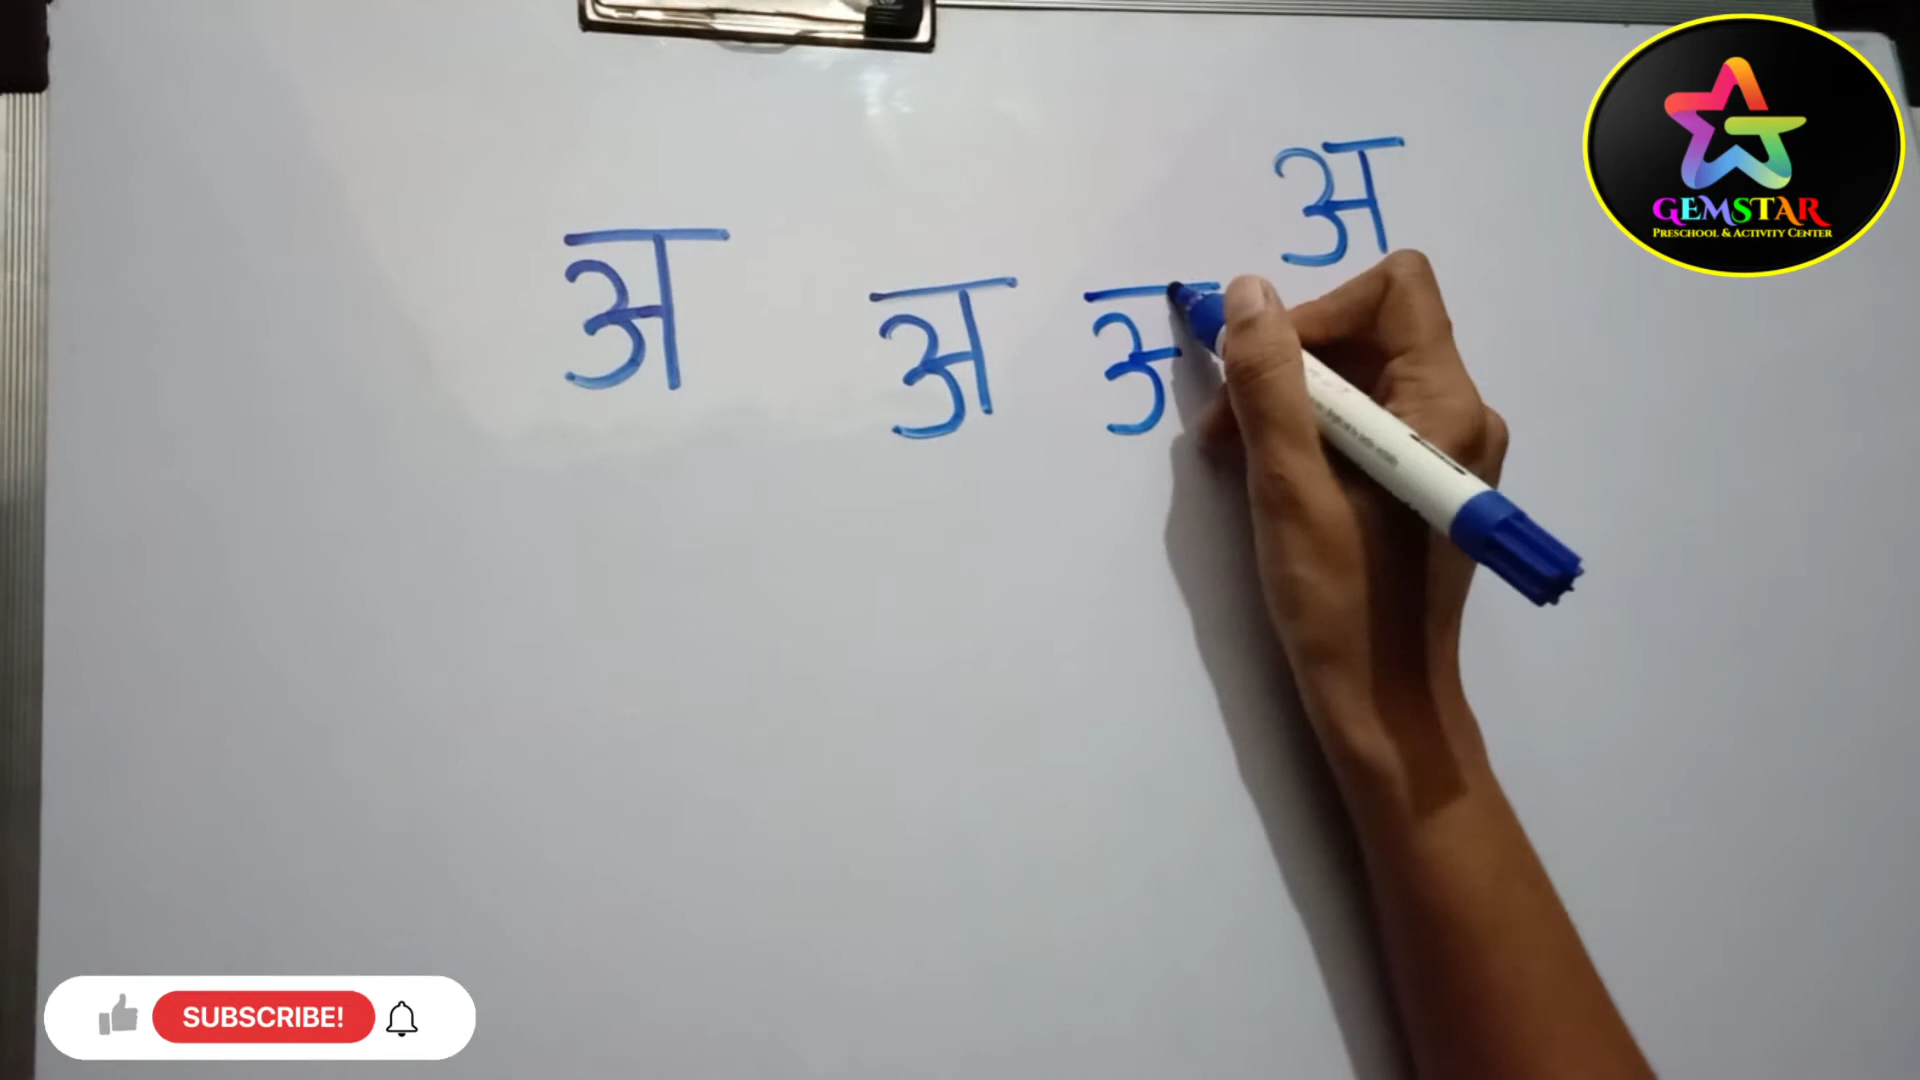 अ
अ अ अ
GEMSTAR
PRESCHOOL & ACTIVITY CENTER
SUBSCRIBE!